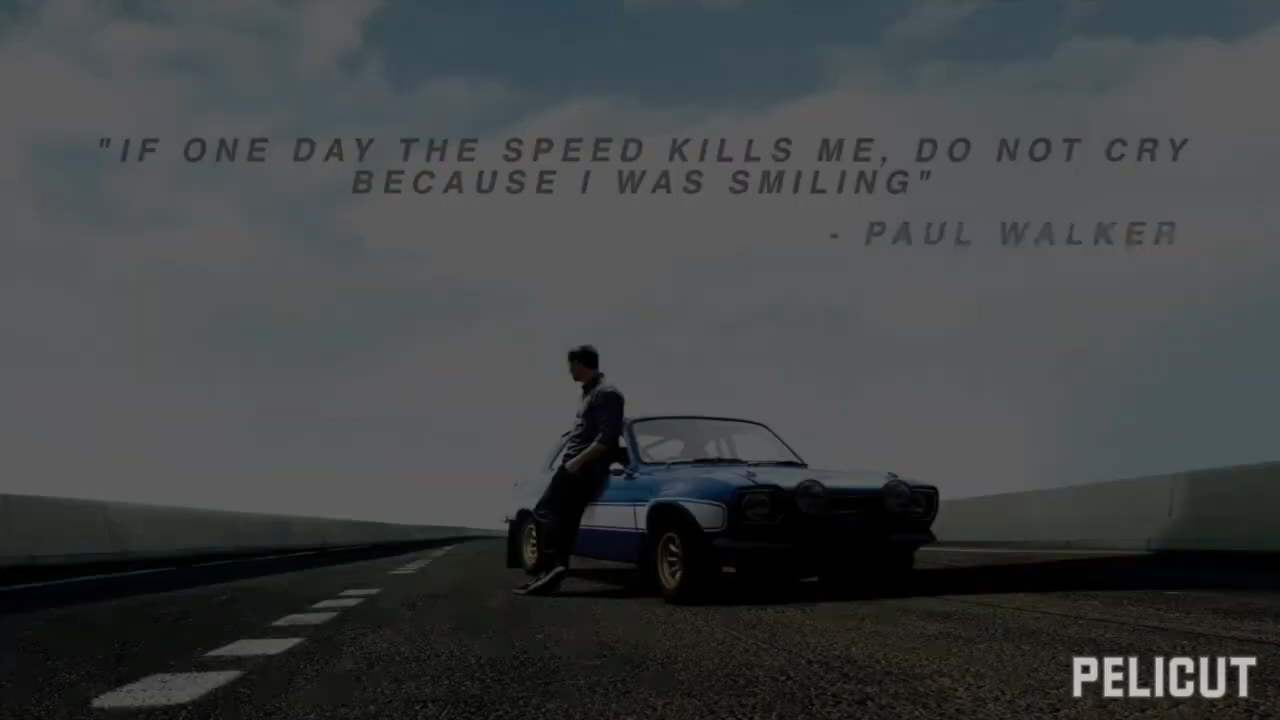 "IF ONE DAY THE SPEED KILLS ME, DO NOT CRY
BECAUSE I WAS SMILING"
- PAUL WALKER
PELICUT